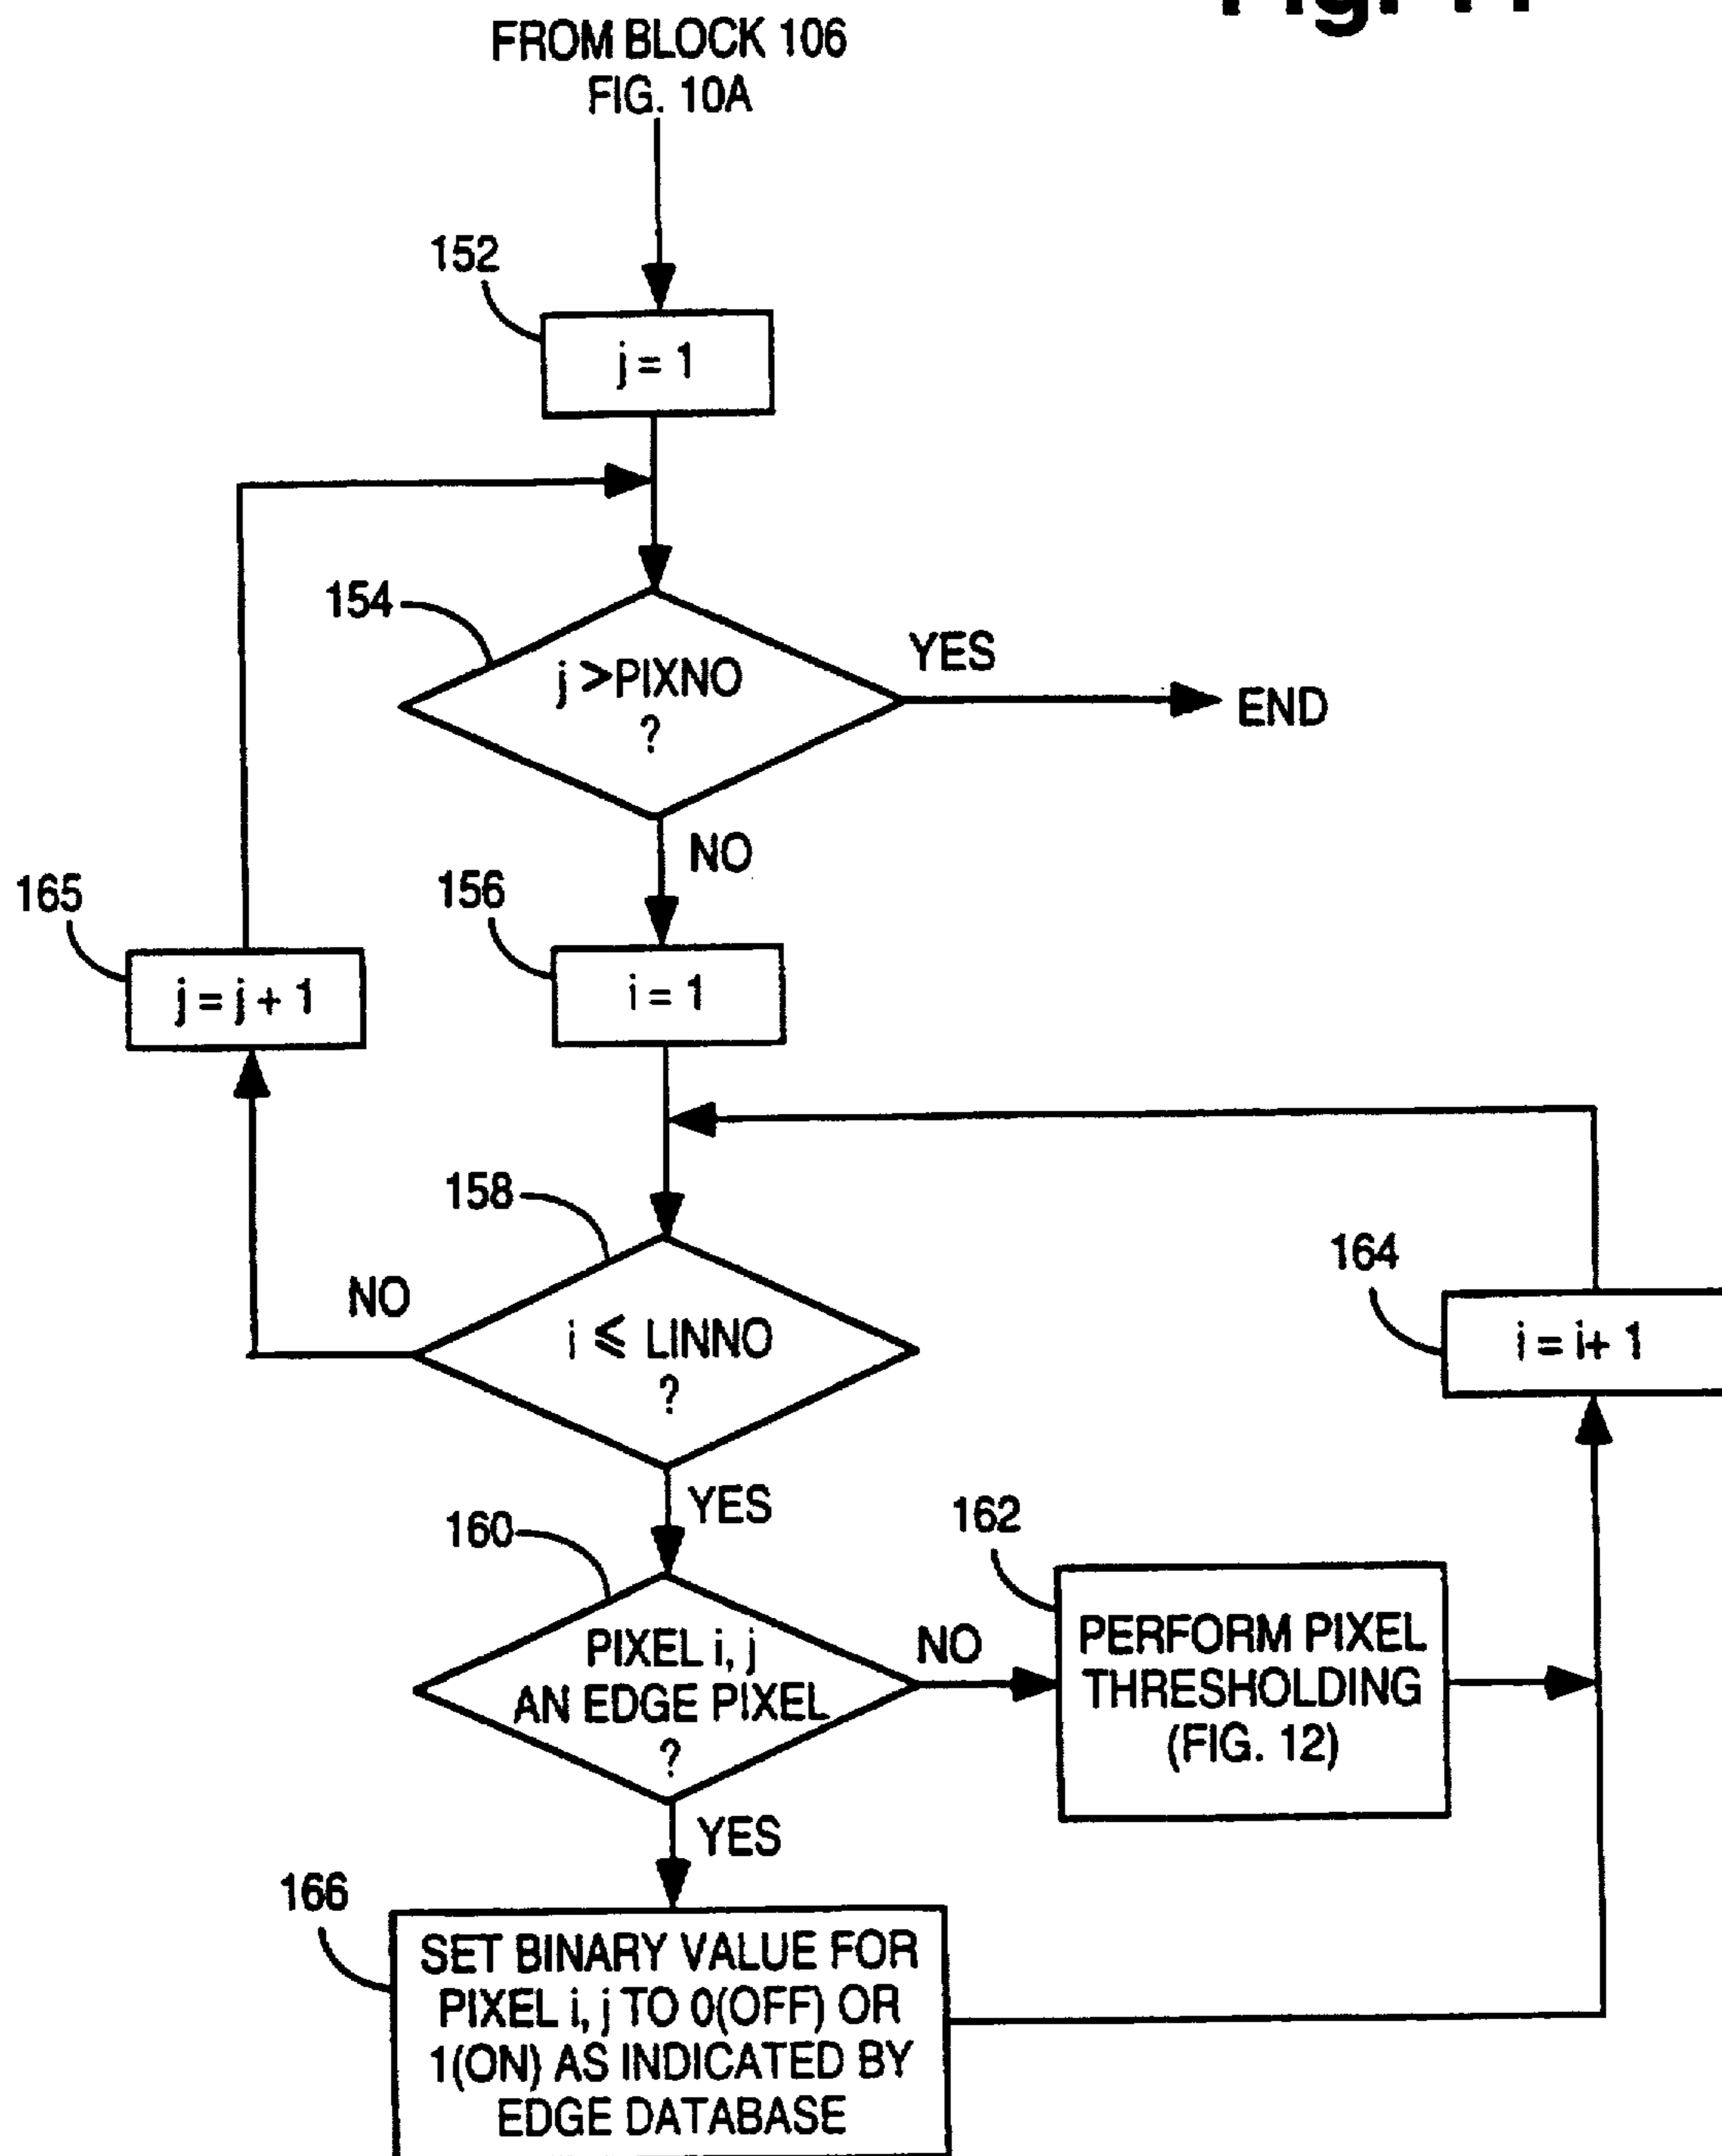 FROM BLOCK 106
FIG. 10A
152
j = 1
154
j >PIXNO
?
YES
END
NO
165
j = j + 1
156
i = 1
158
NO
i ⩽ LINNO
?
164
i = i+ 1
YES
160
PIXEL i, j
AN EDGE PIXEL
?
NO
162
PERFORM PIXEL
THRESHOLDING
(FIG. 12)
YES
166
SET BINARY VALUE FOR
PIXEL i, j TO 0(OFF) OR
1(ON) AS INDICATED BY
EDGE DATABASE